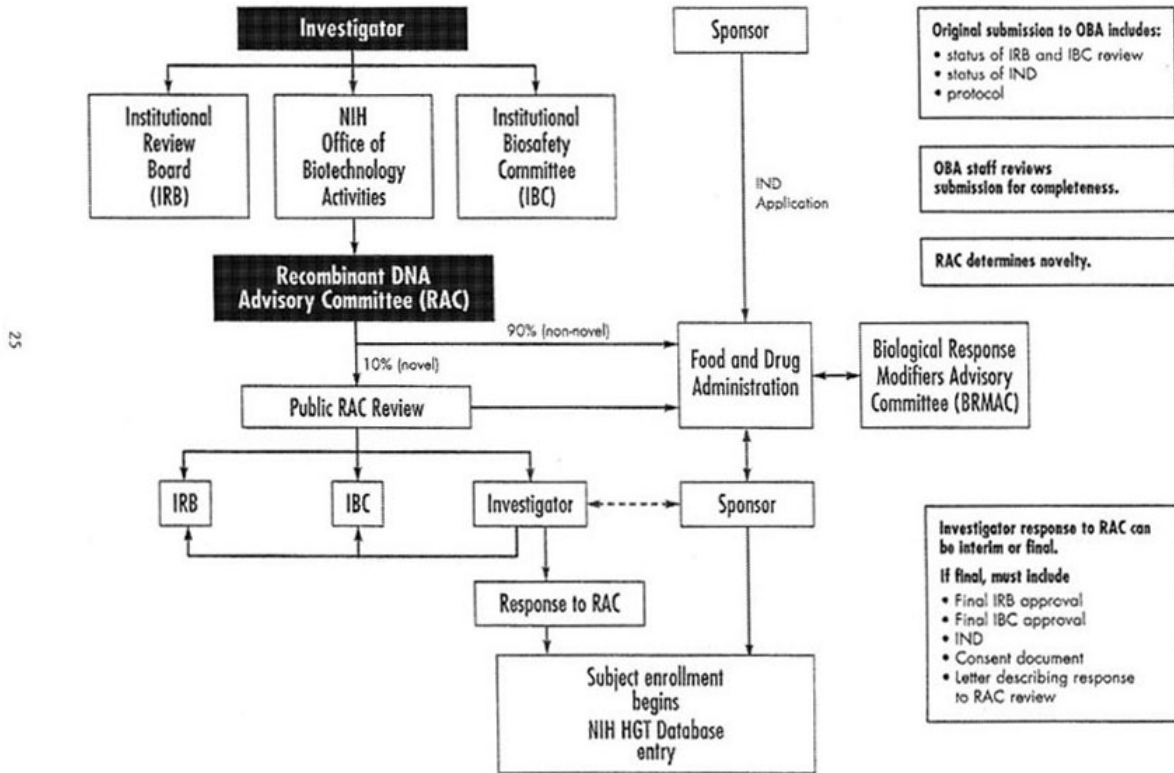 Investigator
Sponsor
Institutional
Review
Board
(IRB)
NIH
Office of
Biotechnology
Activities
Institutional
Biosafety
Committee
(IBC)
IND
Application
Recombinant DNA
Advisory Committee (RAC)
90% (non-novel)
10% (novel)
Public RAC Review
Food and Drug
Administration
Biological Response
Modifiers Advisory
Committee (BRMAC)
IRB
IBC
Investigator
Sponsor
Response to RAC
Subject enrollment
begins
NIH HGT Database
entry
Original submission to OBA includes:
• status of IRB and IBC review
• status of IND
• protocol
OBA staff reviews
submission for completeness.
RAC determines novelty.
Investigator response to RAC can
be interim or final.
If final, must include
• Final IRB approval
• Final IBC approval
• IND
• Consent document
• Letter describing response
to RAC review
25